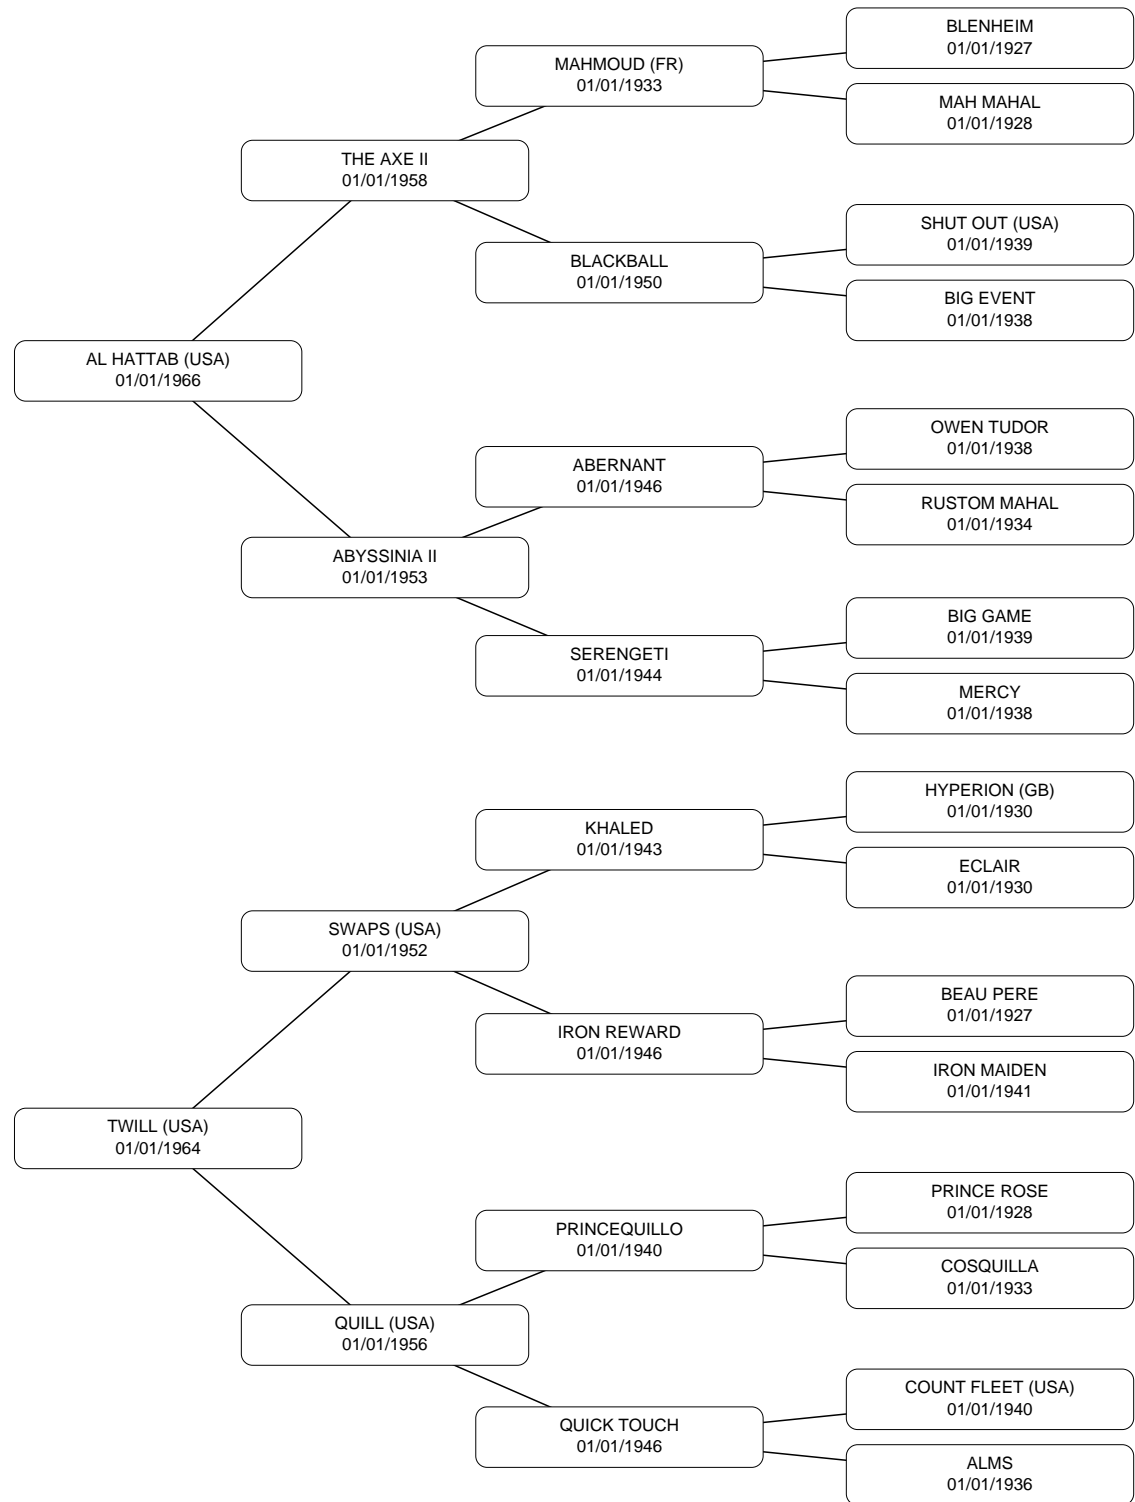 BLENHEIM
01/01/1927
MAHMOUD (FR)
01/01/1933
MAH MAHAL
01/01/1928
THE AXE II
01/01/1958
SHUT OUT (USA)
01/01/1939
BLACKBALL
01/01/1950
BIG EVENT
01/01/1938
AL HATTAB (USA)
01/01/1966
OWEN TUDOR
01/01/1938
ABERNANT
01/01/1946
RUSTOM MAHAL
01/01/1934
ABYSSINIA II
01/01/1953
BIG GAME
01/01/1939
SERENGETI
01/01/1944
MERCY
01/01/1938
HYPERION (GB)
01/01/1930
KHALED
01/01/1943
ECLAIR
01/01/1930
SWAPS (USA)
01/01/1952
BEAU PERE
01/01/1927
IRON REWARD
01/01/1946
IRON MAIDEN
01/01/1941
TWILL (USA)
01/01/1964
PRINCE ROSE
01/01/1928
PRINCEQUILLO
01/01/1940
COSQUILLA
01/01/1933
QUILL (USA)
01/01/1956
COUNT FLEET (USA)
01/01/1940
QUICK TOUCH
01/01/1946
ALMS
01/01/1936